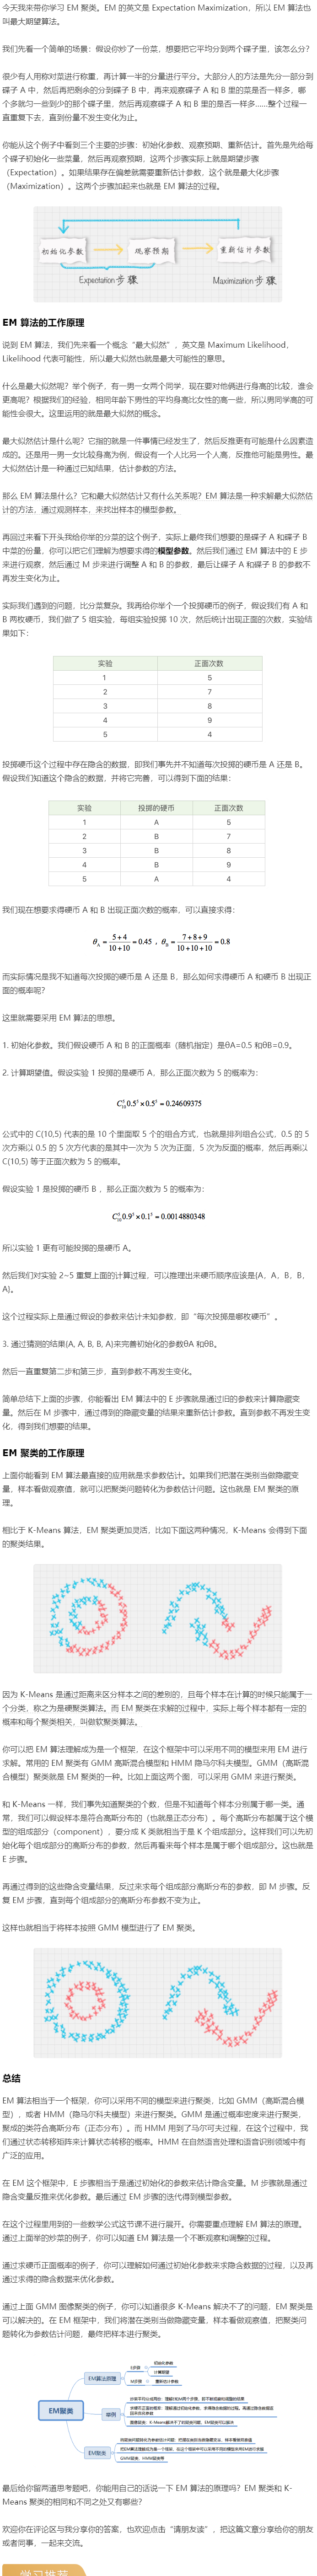 今天我来带你学习 EM 聚类。EM 的英文是 Expectation Maximization，所以 EM 算法也
叫最大期望算法。
我们先看一个简单的场景：假设你炒了一份菜，想要把它平均分到两个碟子里，该怎么分？
很少有人用称对菜进行称重，再计算一半的分量进行平分。大部分人的方法是先分一部分到
碟子 A 中，然后再把剩余的分到碟子 B 中，再来观察碟子 A 和 B 里的菜是否一样多，哪
个多就匀一些到少的那个碟子里，然后再观察碟子 A 和 B 里的是否一样多……整个过程一
直重复下去，直到份量不发生变化为止。
你能从这个例子中看到三个主要的步骤：初始化参数、观察预期、重新估计。首先是先给每
个碟子初始化一些菜量，然后再观察预期，这两个步骤实际上就是期望步骤
（Expectation）。如果结果存在偏差就需要重新估计参数，这个就是最大化步骤
（Maximization）。这两个步骤加起来也就是 EM 算法的过程。
初始化参数 观察预期 重新估计参数
Expectation步骤 Maximization步骤
EM 算法的工作原理
说到 EM 算法，我们先来看一个概念“最大似然”，英文是 Maximum Likelihood，
Likelihood 代表可能性，所以最大似然也就是最大可能性的意思。
什么是最大似然呢？举个例子，有一男一女两个同学，现在要对他俩进行身高的比较，谁会
更高呢？根据我们的经验，相同年龄下男性的平均身高比女性的高一些，所以男同学高的可
能性会很大。这里运用的就是最大似然的概念。
最大似然估计是什么呢？它指的就是一件事情已经发生了，然后反推更有可能是什么因素造
成的。还是用一男一女比较身高为例，假设有一个人比另一个人高，反推他可能是男性。最
大似然估计是一种通过已知结果，估计参数的方法。
那么 EM 算法是什么？它和最大似然估计又有什么关系呢？EM 算法是一种求解最大似然估
计的方法，通过观测样本，来找出样本的模型参数。
再回过来看下开头我给你举的分菜的这个例子，实际上最终我们想要的是碟子 A 和碟子 B
中菜的份量，你可以把它们理解为想要求得的模型参数。然后我们通过 EM 算法中的 E 步
来进行观察，然后通过 M 步来进行调整 A 和 B 的参数，最后让碟子 A 和碟子 B 的参数不
再发生变化为止。
实际我们遇到的问题，比分菜复杂。我再给你举个一个投掷硬币的例子，假设我们有 A 和
B 两枚硬币，我们做了 5 组实验，每组实验投掷 10 次，然后统计出现正面的次数，实验结
果如下：
实验 正面次数
1 5
2 7
3 8
4 9
5 4
投掷硬币这个过程中存在隐含的数据，即我们事先并不知道每次投掷的硬币是 A 还是 B。
假设我们知道这个隐含的数据，并将它完善，可以得到下面的结果：
实验 投掷的硬币 正面次数
1 A 5
2 B 7
3 B 8
4 B 9
5 A 4
我们现在想要求得硬币 A 和 B 出现正面次数的概率，可以直接求得：
θA = (5+4)/(10+10) = 0.45 ，θB = (7+8+9)/(10+10+10) = 0.8
而实际情况是我不知道每次投掷的硬币是 A 还是 B，那么如何求得硬币 A 和硬币 B 出现正
面的概率呢？
这里就需要采用 EM 算法的思想。
1. 初始化参数。我们假设硬币 A 和 B 的正面概率（随机指定）是θA=0.5 和θB=0.9。
2. 计算期望值。假设实验 1 投掷的是硬币 A，那么正面次数为 5 的概率为：
C₁₀⁵0.5⁵×0.5⁵ = 0.24609375
公式中的 C(10,5) 代表的是 10 个里面取 5 个的组合方式，也就是排列组合公式，0.5 的 5
次方乘以 0.5 的 5 次方代表的是其中一次为 5 次为正面，5 次为反面的概率，然后再乘以
C(10,5) 等于正面次数为 5 的概率。
假设实验 1 是投掷的硬币 B ，那么正面次数为 5 的概率为：
C₁₀⁵0.9⁵×0.1⁵ = 0.0014880348
所以实验 1 更有可能投掷的是硬币 A。
然后我们对实验 2~5 重复上面的计算过程，可以推理出来硬币顺序应该是{A，A，B，B，
A}。
这个过程实际上是通过假设的参数来估计未知参数，即“每次投掷是哪枚硬币”。
3. 通过猜测的结果{A, A, B, B, A}来完善初始化的参数θA 和θB。
然后一直重复第二步和第三步，直到参数不再发生变化。
简单总结下上面的步骤，你能看出 EM 算法中的 E 步骤就是通过旧的参数来计算隐藏变
量。然后在 M 步骤中，通过得到的隐藏变量的结果来重新估计参数。直到参数不再发生变
化，得到我们想要的结果。
EM 聚类的工作原理
上面你能看到 EM 算法最直接的应用就是求参数估计。如果我们把潜在类别当做隐藏变
量，样本看做观察值，就可以把聚类问题转化为参数估计问题。这也就是 EM 聚类的原
理。
相比于 K-Means 算法，EM 聚类更加灵活，比如下面这两种情况，K-Means 会得到下面
的聚类结果。
因为 K-Means 是通过距离来区分样本之间的差别的，且每个样本在计算的时候只能属于一
个分类，称之为是硬聚类算法。而 EM 聚类在求解的过程中，实际上每个样本都有一定的
概率和每个聚类相关，叫做软聚类算法。
你可以把 EM 算法理解成为是一个框架，在这个框架中可以采用不同的模型来用 EM 进行
求解。常用的 EM 聚类有 GMM 高斯混合模型和 HMM 隐马尔科夫模型。GMM（高斯混
合模型）聚类就是 EM 聚类的一种。比如上面这两个图，可以采用 GMM 来进行聚类。
和 K-Means 一样，我们事先知道聚类的个数，但是不知道每个样本分别属于哪一类。通
常，我们可以假设样本是符合高斯分布的（也就是正态分布）。每个高斯分布都属于这个模
型的组成部分（component），要分成 K 类就相当于是 K 个组成部分。这样我们可以先初
始化每个组成部分的高斯分布的参数，然后再看来每个样本是属于哪个组成部分。这也就是
E 步骤。
再通过得到的这些隐含变量结果，反过来求每个组成部分高斯分布的参数，即 M 步骤。反
复 EM 步骤，直到每个组成部分的高斯分布参数不变为止。
这样也就相当于将样本按照 GMM 模型进行了 EM 聚类。
总结
EM 算法相当于一个框架，你可以采用不同的模型来进行聚类，比如 GMM（高斯混合模
型），或者 HMM（隐马尔科夫模型）来进行聚类。GMM 是通过概率密度来进行聚类，
聚成的类符合高斯分布（正态分布）。而 HMM 用到了马尔可夫过程，在这个过程中，我
们通过状态转移矩阵来计算状态转移的概率。HMM 在自然语言处理和语音识别领域中有
广泛的应用。
在 EM 这个框架中，E 步骤相当于是通过初始化的参数来估计隐含变量。M 步骤就是通过
隐含变量反推来优化参数。最后通过 EM 步骤的迭代得到模型参数。
在这个过程里用到的一些数学公式这节课不进行展开。你需要重点理解 EM 算法的原理。
通过上面举的炒菜的例子，你可以知道 EM 算法是一个不断观察和调整的过程。
通过求硬币正面概率的例子，你可以理解如何通过初始化参数来求隐含数据的过程，以及再
通过求得的隐含数据来优化参数。
通过上面 GMM 图像聚类的例子，你可以知道很多 K-Means 解决不了的问题，EM 聚类是
可以解决的。在 EM 框架中，我们将潜在类别当做隐藏变量，样本看做观察值，把聚类问
题转化为参数估计问题，最终把样本进行聚类。
EM聚类
EM算法原理
E步骤
初始化参数
计算期望
M步骤
重新估计参数
举例
EM聚类
最后给你留两道思考题吧，你能用自己的话说一下 EM 算法的原理吗？EM 聚类和 K-
Means 聚类的相同和不同之处又有哪些？
欢迎你在评论区与我分享你的答案，也欢迎点击“请朋友读”，把这篇文章分享给你的朋友
或者同事，一起来交流。
学习推荐